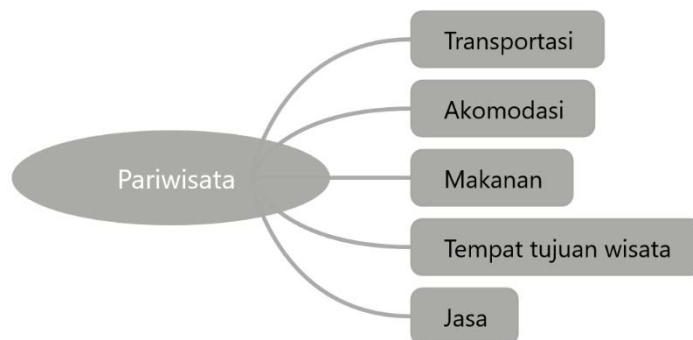 Pariwisata
Transportasi
Akomodasi
Makanan
Tempat tujuan wisata
Jasa